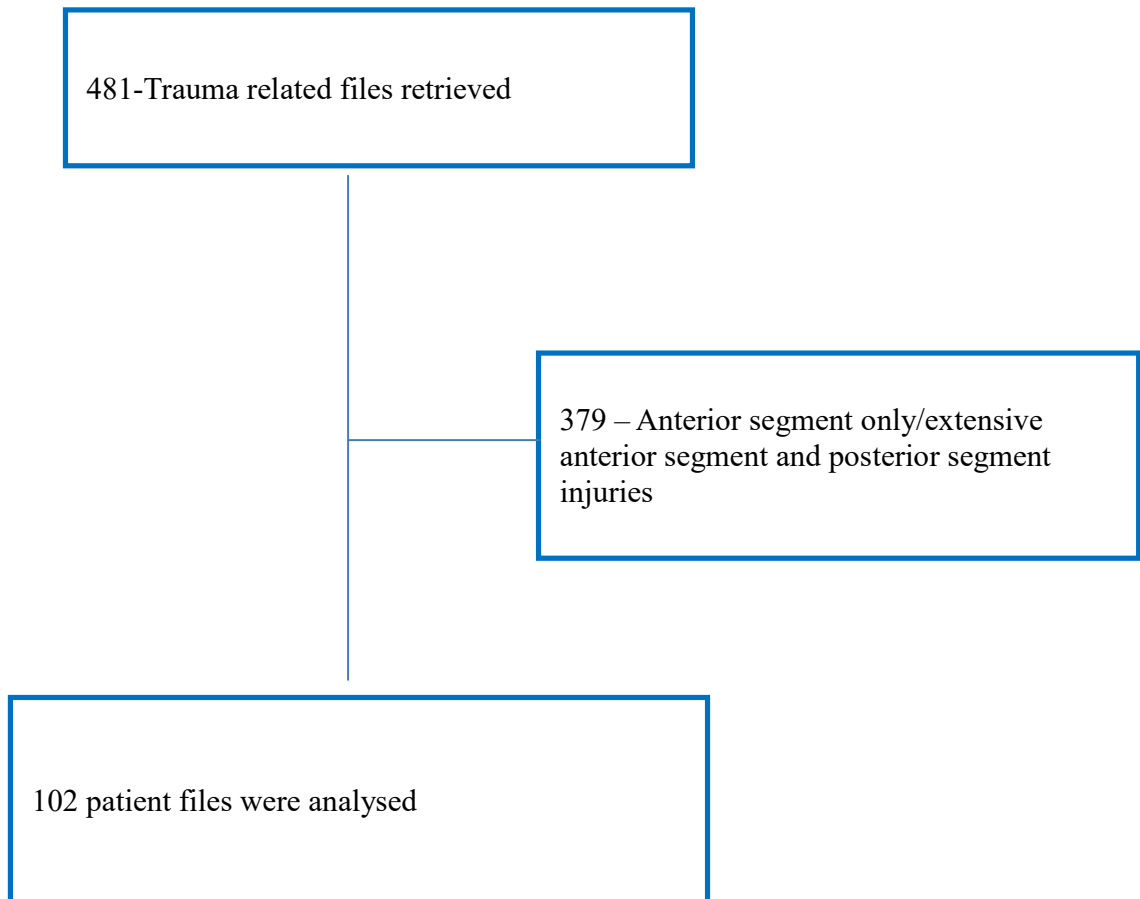 481-Trauma related files retrieved
379 – Anterior segment only/extensive
anterior segment and posterior segment
injuries
102 patient files were analysed